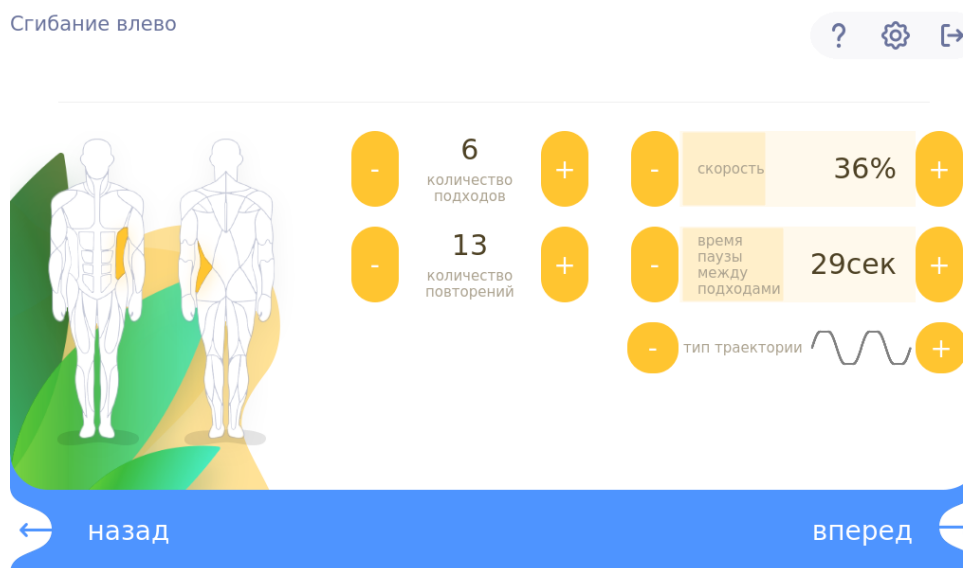 Сгибание влево
?
-
6
количество
подходов
+
-
скорость
36%
+
-
13
количество
повторений
+
-
время
паузы
между
подходами
29сек
+
-
тип траектории
+
назад
вперед